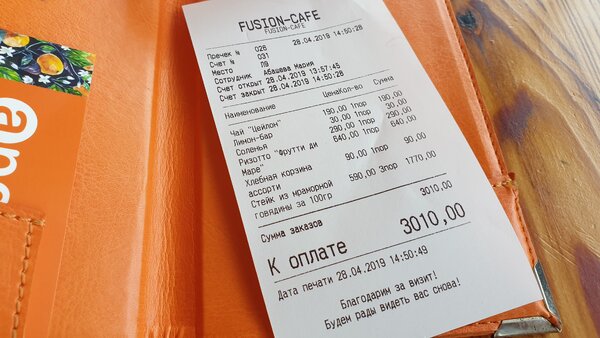 FUSION-CAFE
FUSION-CAFE
Пречек № 026 28.04.2019 14:50:28
Счет № 031
Место П9
Сотрудник Абашева Мария
Счет открыт 28.04.2019 13:57:45
Счет закрыт 28.04.2019 14:50:28
Наименование Цена Кол-во Сумма
Чай "Цейлон" 190,00 1пор 190,00
Лимон-бар 30,00 1пор 30,00
Соленья 290,00 1пор 290,00
Ризотто "Фрутти ди 640,00 1пор 640,00
Маре"
Хлебная корзина 90,00 1пор 90,00
ассорти
Стейк из мраморной 590,00 3пор 1770,00
говядины за 100гр
Сумма заказов 3010,00
К оплате 3010,00
Дата печати 28.04.2019 14:50:49
Благодарим за визит!
Будем рады видеть вас снова!